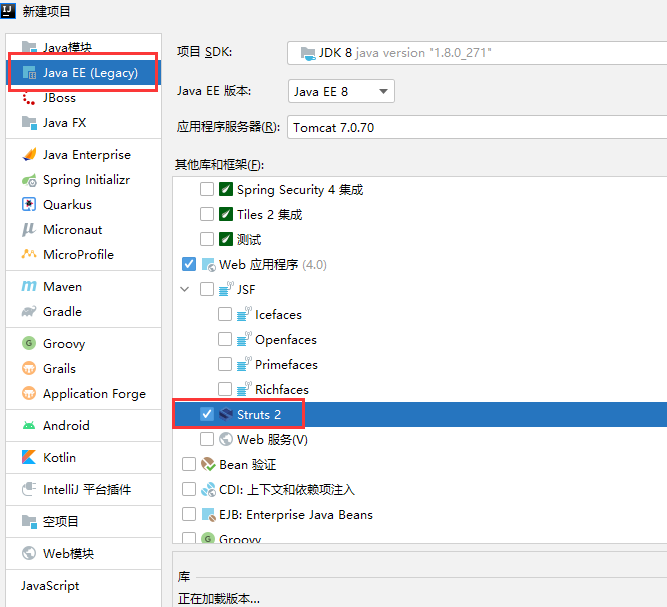 新建项目
Java模块
Java EE (Legacy)
JBoss
Java FX
Java Enterprise
Spring Initializr
Quarkus
Micronaut
MicroProfile
Maven
Gradle
Groovy
Grails
Application Forge
Android
Kotlin
IntelliJ 平台插件
空项目
Web模块
JavaScript
项目 SDK:
JDK 8 java version "1.8.0_271"
Java EE 版本:
Java EE 8
应用程序服务器(R):
Tomcat 7.0.70
其他库和框架(F):
Spring Security 4 集成
Tiles 2 集成
测试
Web 应用程序 (4.0)
JSF
Icefaces
Openfaces
Primefaces
Richfaces
Struts 2
Web 服务(V)
Bean 验证
CDI: 上下文和依赖项注入
EJB: Enterprise Java Beans
Groovy
库
正在加载版本...